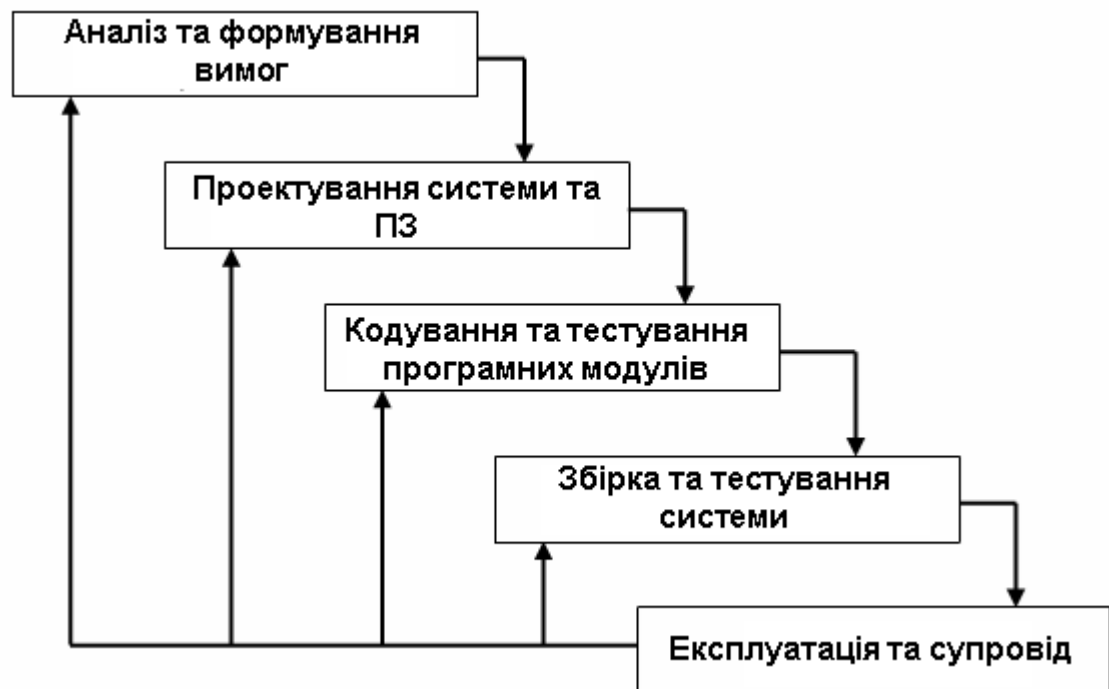 Аналіз та формування
вимог
Проектування системи та
ПЗ
Кодування та тестування
програмних модулів
Збірка та тестування
системи
Експлуатація та супровід